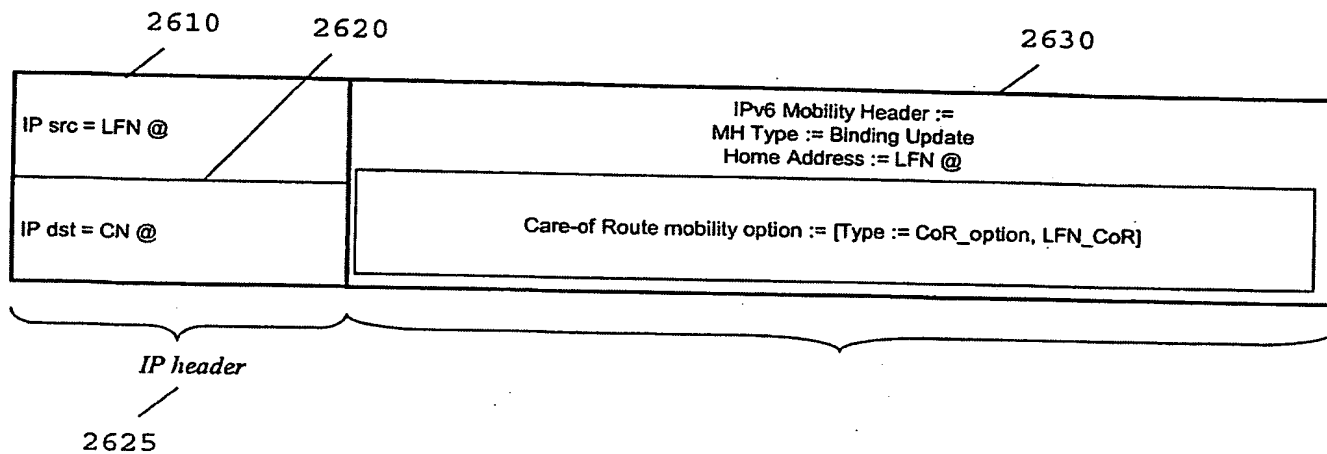 2610
2620
2630
IP src = LFN @
IP dst = CN @
IPv6 Mobility Header :=
MH Type := Binding Update
Home Address := LFN @
Care-of Route mobility option := [Type := CoR_option, LFN_CoR]
IP header
2625